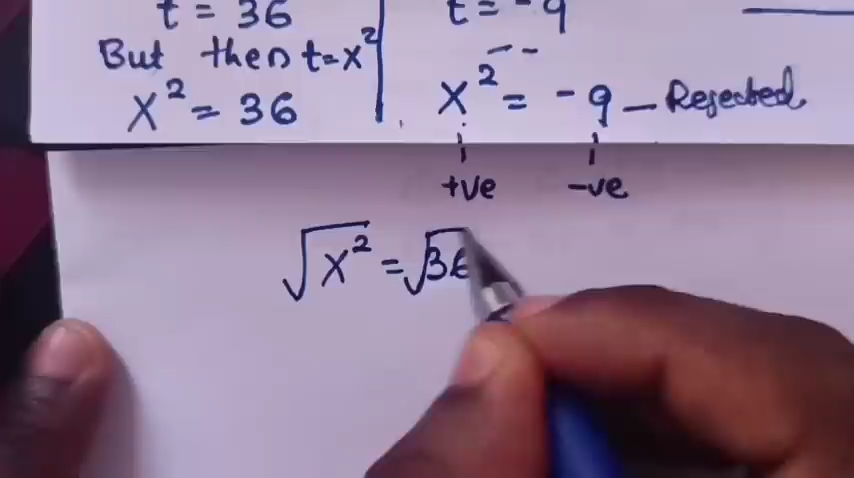 t = 36
But then t=x²
x² = 36
t = -9
x² = -9 — Rejected
+ve -ve
√x² = √36